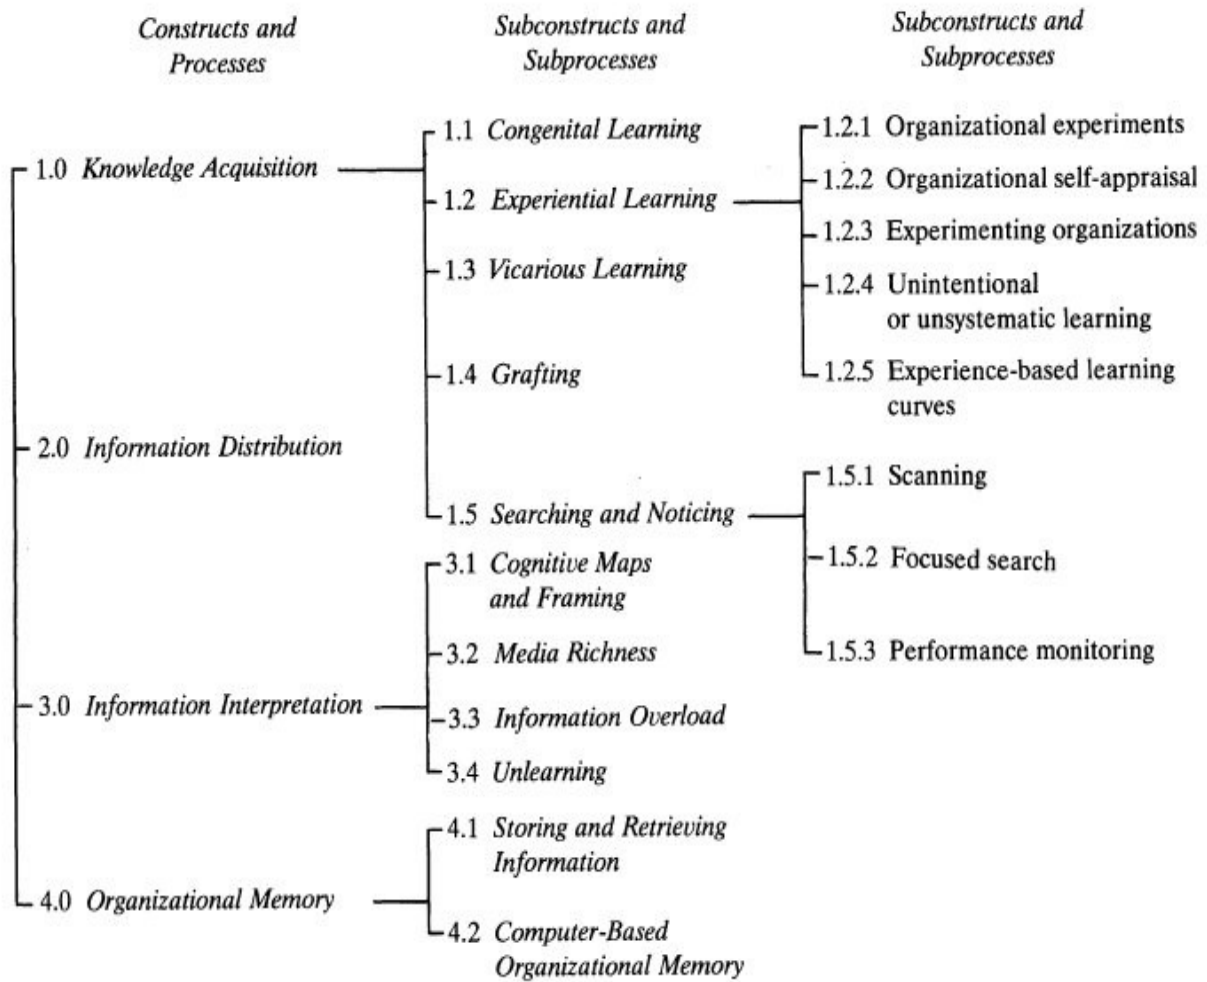 Constructs and
Processes
Subconstructs and
Subprocesses
Subconstructs and
Subprocesses
1.0 Knowledge Acquisition
2.0 Information Distribution
3.0 Information Interpretation
4.0 Organizational Memory
1.1 Congenital Learning
1.2 Experiential Learning
1.3 Vicarious Learning
1.4 Grafting
1.5 Searching and Noticing
3.1 Cognitive Maps
and Framing
3.2 Media Richness
3.3 Information Overload
3.4 Unlearning
4.1 Storing and Retrieving
Information
4.2 Computer-Based
Organizational Memory
1.2.1 Organizational experiments
1.2.2 Organizational self-appraisal
1.2.3 Experimenting organizations
1.2.4 Unintentional
or unsystematic learning
1.2.5 Experience-based learning
curves
1.5.1 Scanning
1.5.2 Focused search
1.5.3 Performance monitoring